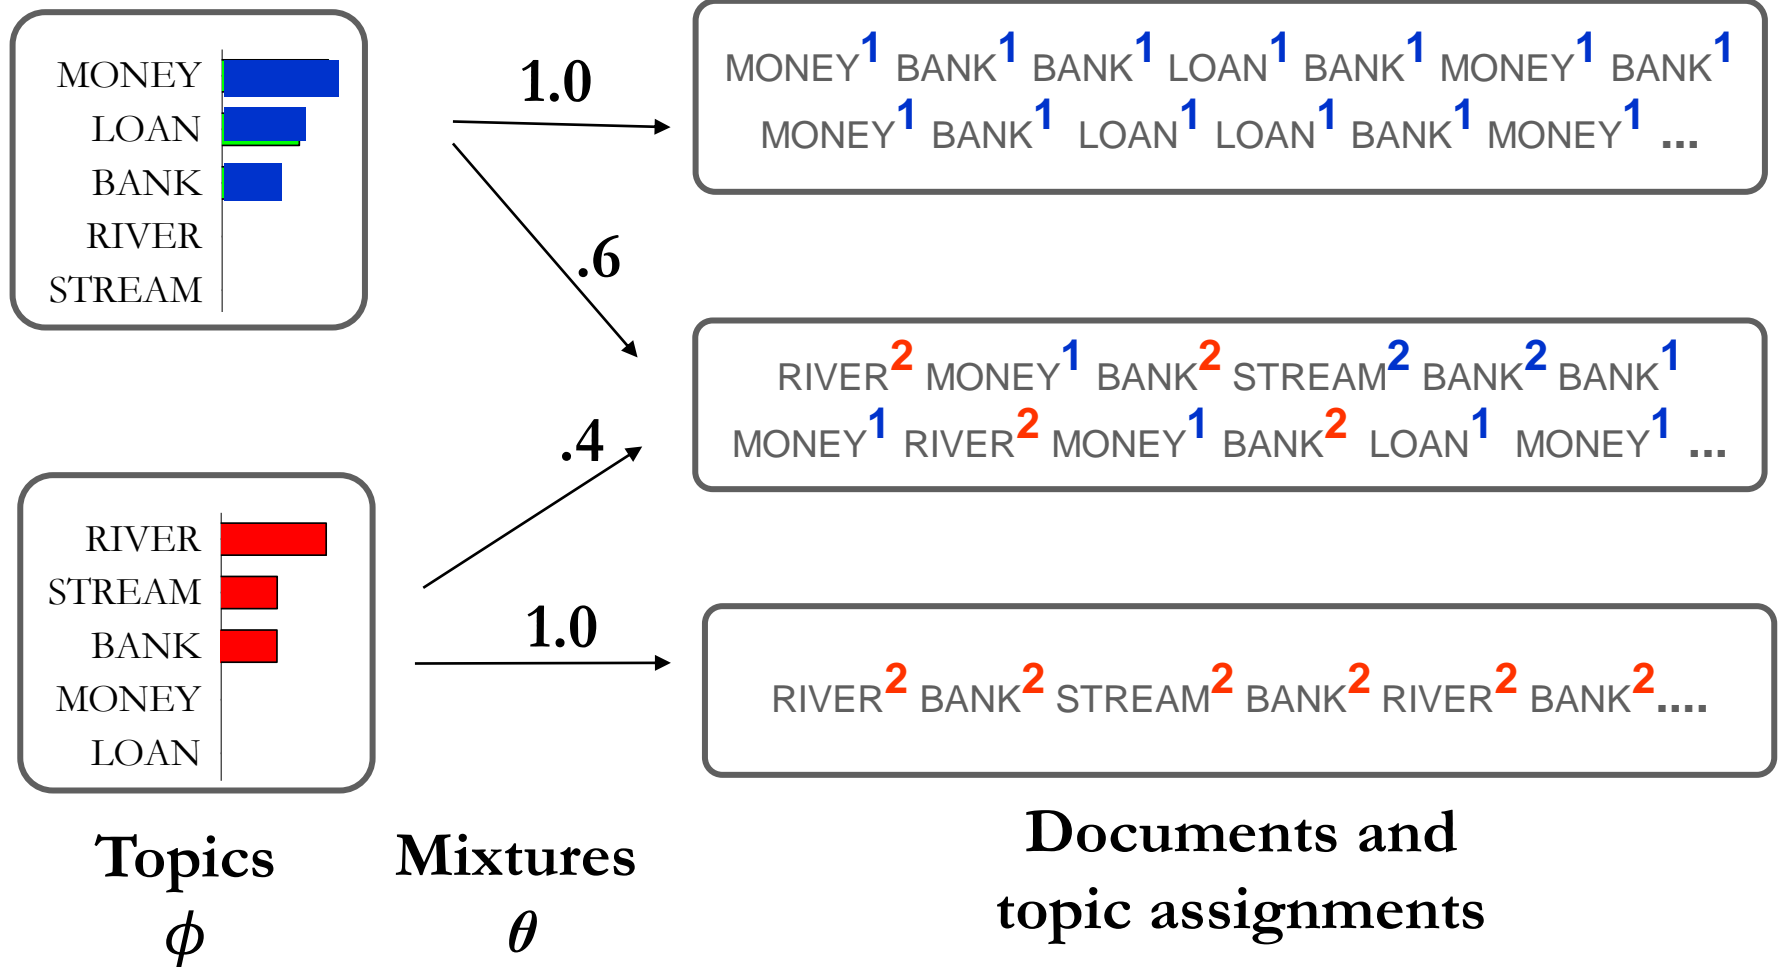 MONEY
LOAN
BANK
RIVER
STREAM
1.0
.6
MONEY¹ BANK¹ BANK¹ LOAN¹ BANK¹ MONEY¹ BANK¹
MONEY¹ BANK¹ LOAN¹ LOAN¹ BANK¹ MONEY¹ ...
RIVER² MONEY¹ BANK² STREAM² BANK² BANK¹
MONEY¹ RIVER² MONEY¹ BANK² LOAN¹ MONEY¹ ...
RIVER
STREAM
BANK
MONEY
LOAN
.4
1.0
RIVER² BANK² STREAM² BANK² RIVER² BANK²....
Topics
ϕ
Mixtures
θ
Documents and
topic assignments